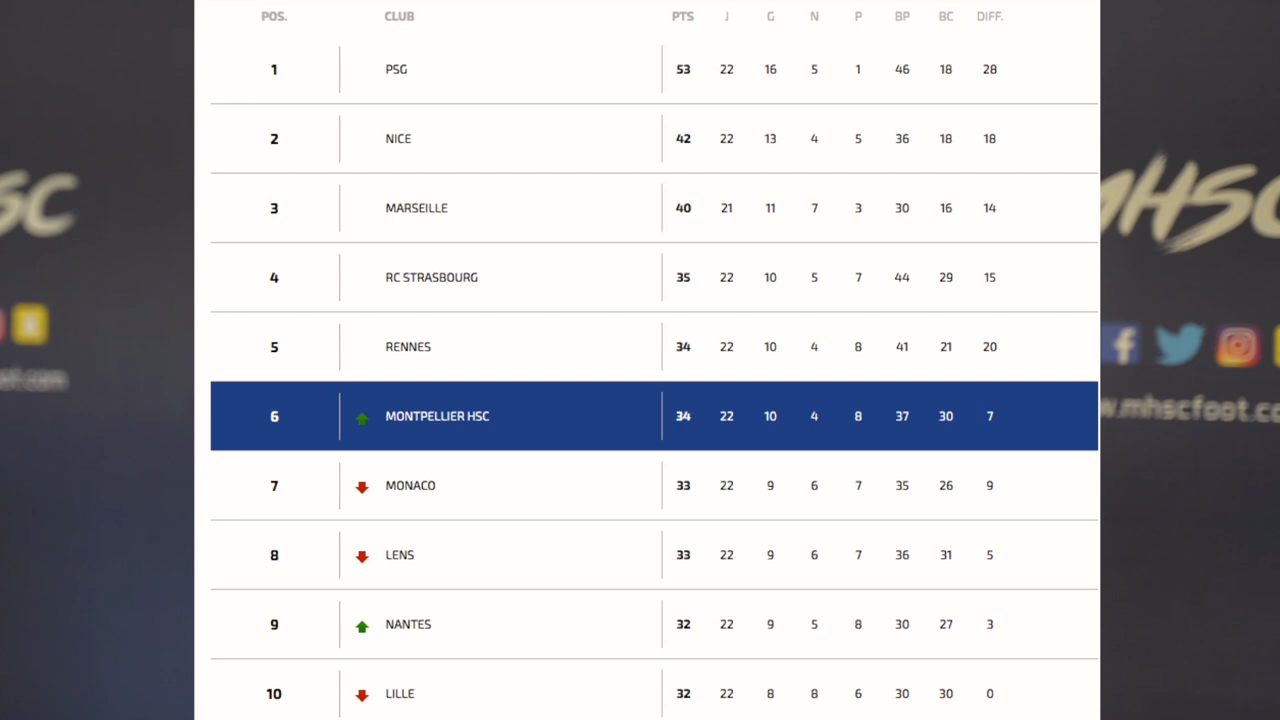 POS. CLUB PTS J G N P BP BC DIFF.
1 PSG 53 22 16 5 1 46 18 28
2 NICE 42 22 13 4 5 36 18 18
3 MARSEILLE 40 21 11 7 3 30 16 14
4 RC STRASBOURG 35 22 10 5 7 44 29 15
5 RENNES 34 22 10 4 8 41 21 20
6 MONTPELLIER HSC 34 22 10 4 8 37 30 7
7 MONACO 33 22 9 6 7 35 26 9
8 LENS 33 22 9 6 7 36 31 5
9 NANTES 32 22 9 5 8 30 27 3
10 LILLE 32 22 8 8 6 30 30 0
SC
MHSC
f
w.mhscfoot.co